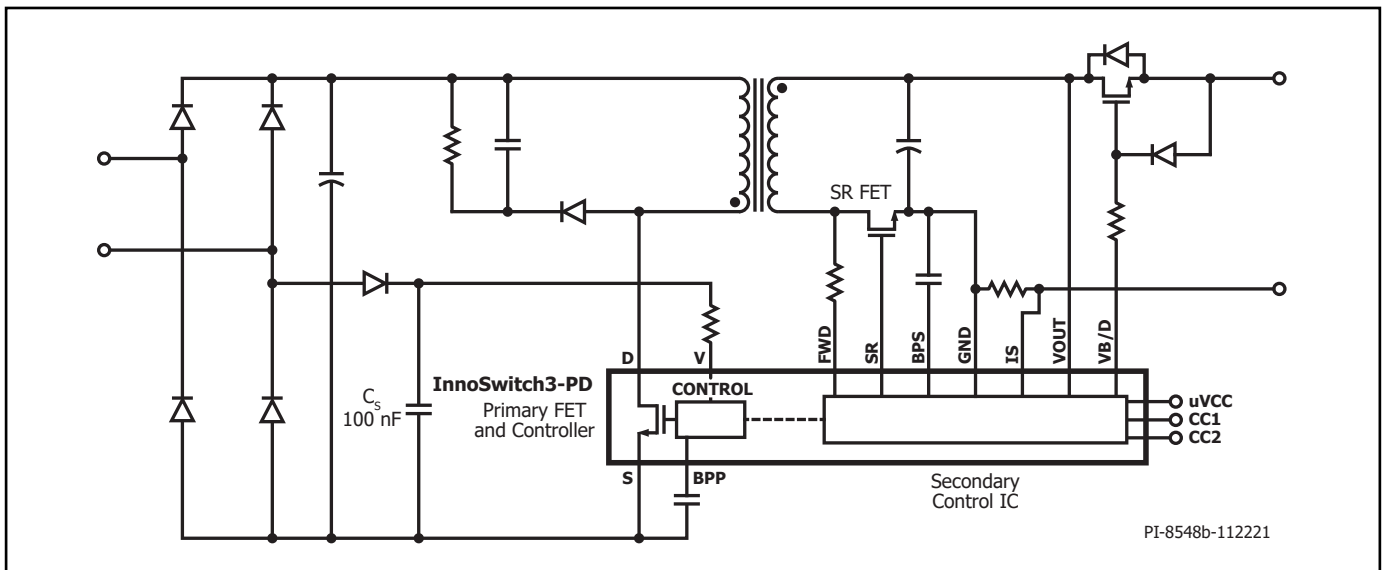 SR FET
FWD
SR
BPS
GND
IS
VOUT
VB/D
D
V
InnoSwitch3-PD
Primary FET
and Controller
CONTROL
C_S
100 nF
uVCC
CC1
CC2
S
BPP
Secondary
Control IC
PI-8548b-112221